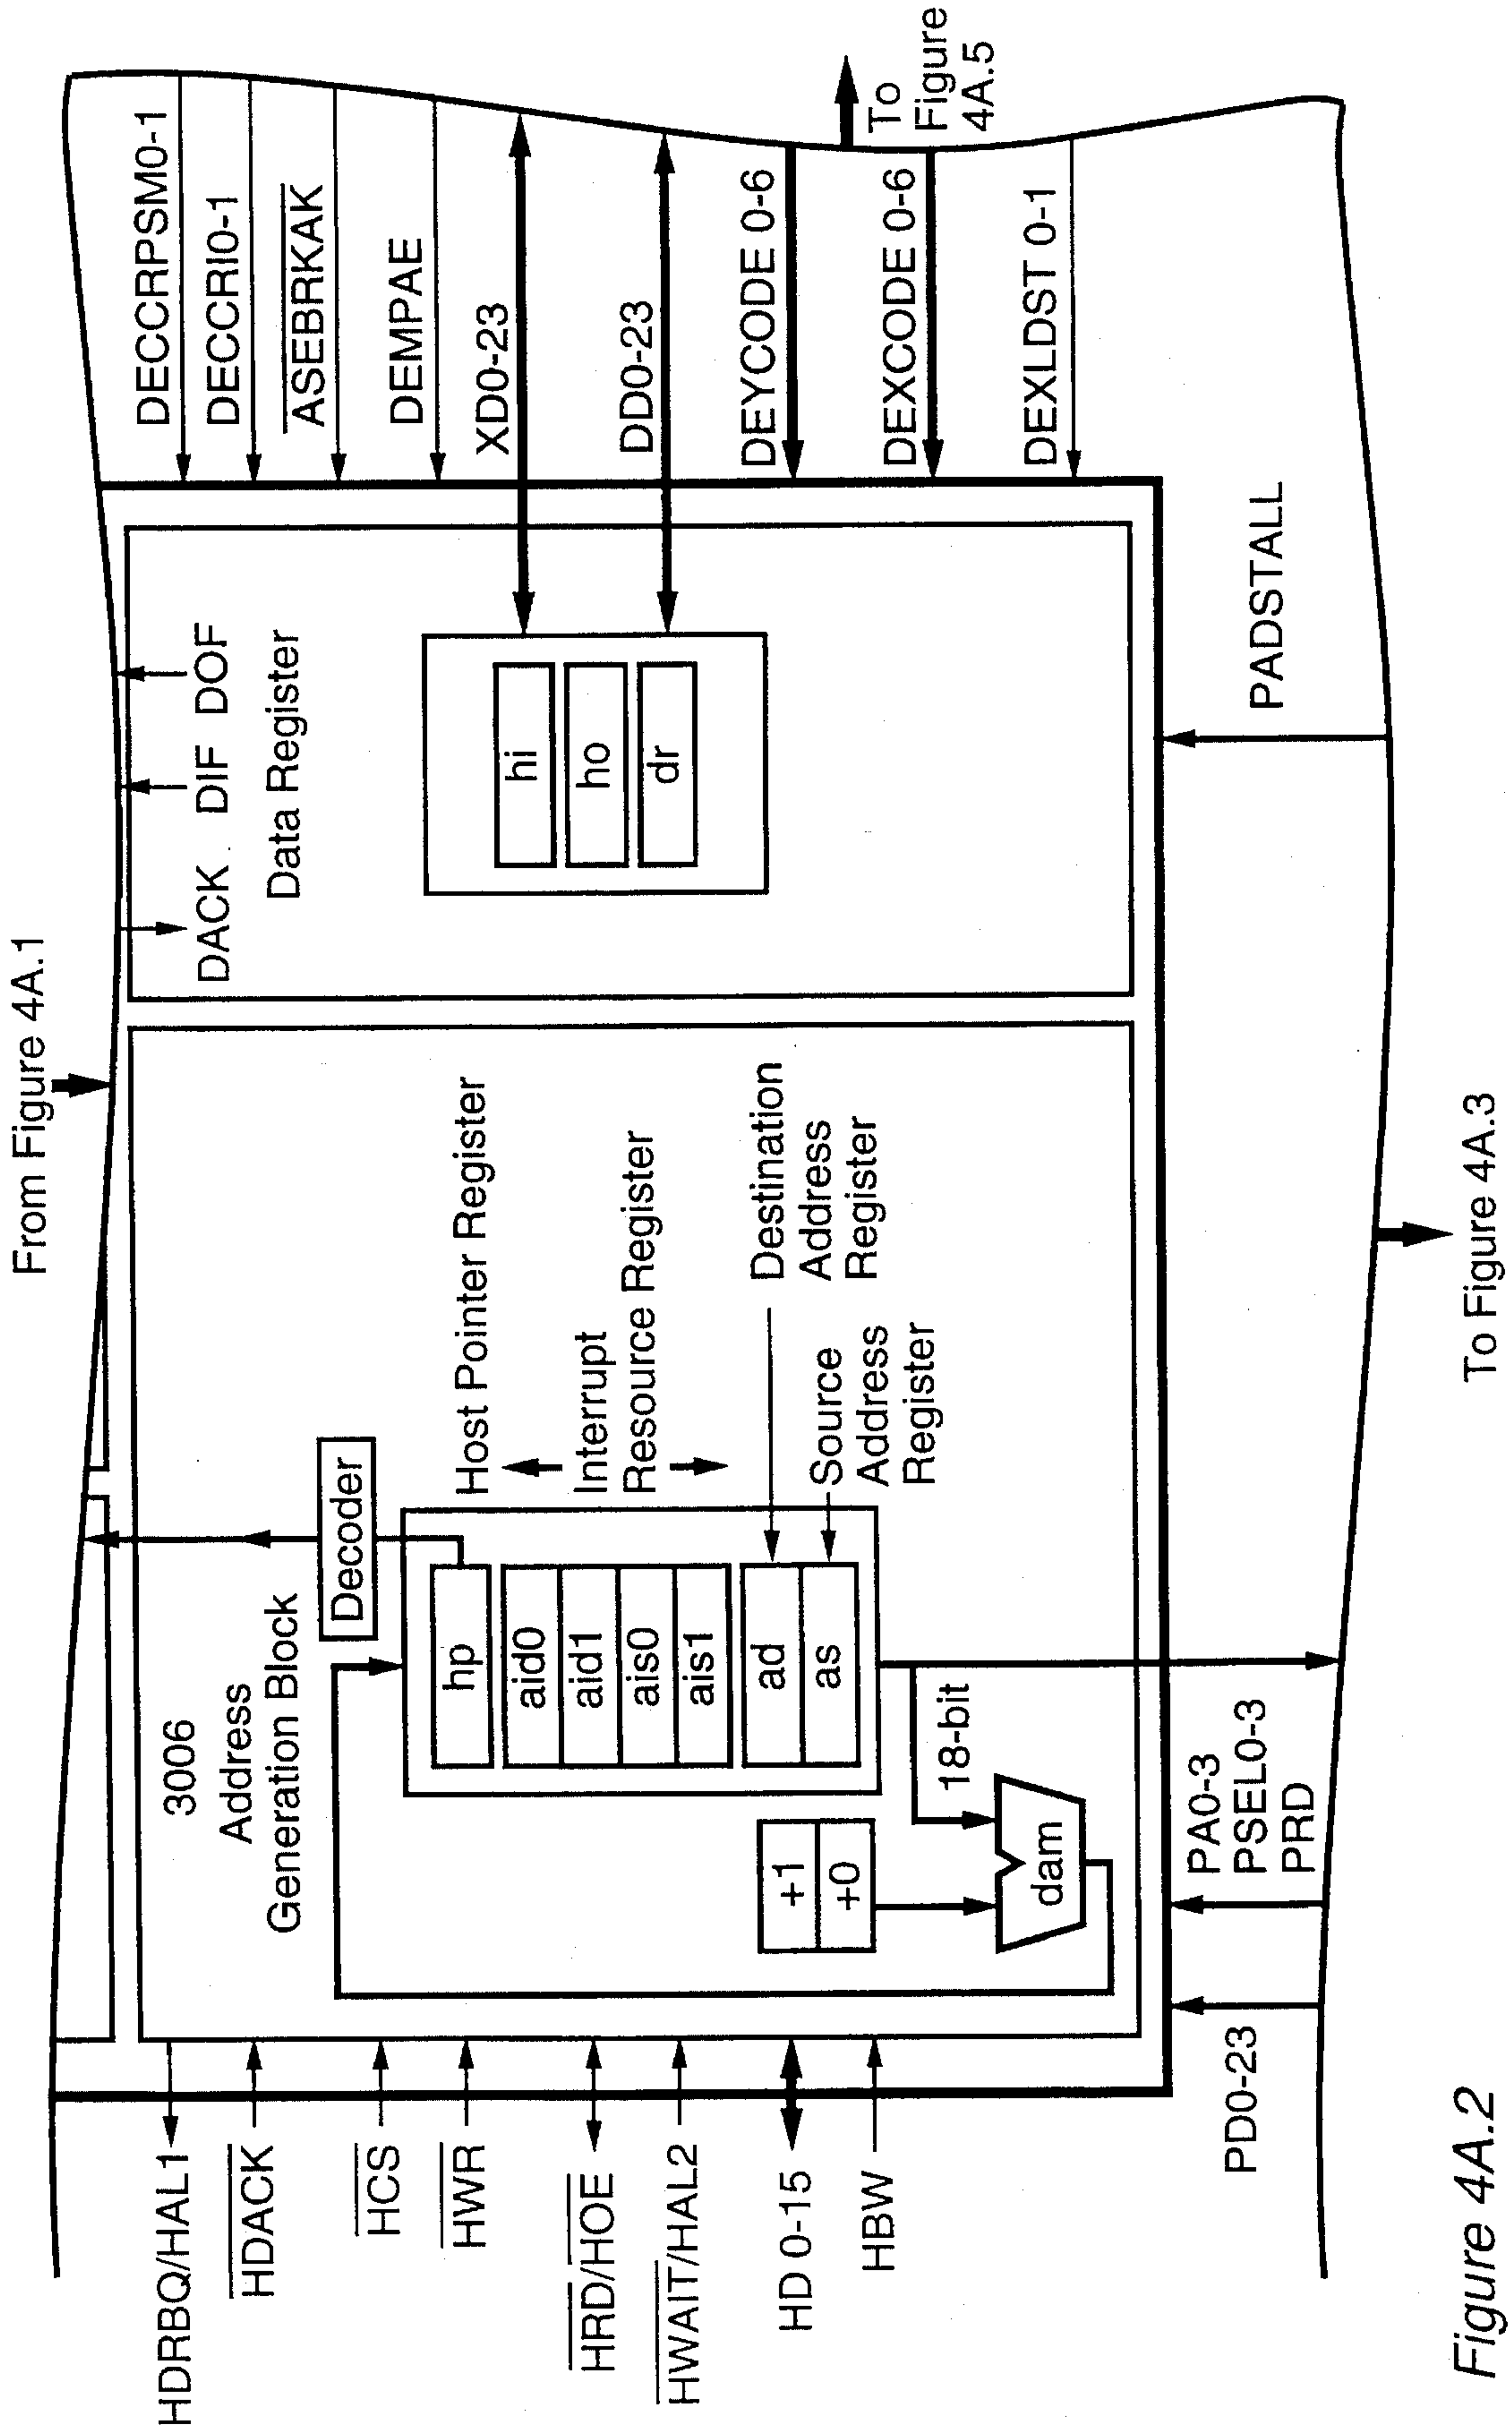 From Figure 4A.1
DACK DIF DOF
Data Register
DECCRPSM0-1
DECCRI0-1
ASEBRKAK
DEMPAE
XD0-23
DD0-23
DEYCODE 0-6
DEXCODE 0-6
DEXLDST 0-1
To
Figure
4A.5
hi
ho
dr
3006
Address
Generation Block
Decoder
Host Pointer Register
Interrupt
Resource Register
Destination
Address
Register
Source
Address
Register
hp
aid0
aid1
ais0
ais1
ad
as
+1
+0
18-bit
dam
HDRBQ/HAL1
HDACK
HCS
HWR
HRD/HOE
HWAIT/HAL2
HD 0-15
HBW
PD0-23
PA0-3
PSEL0-3
PRD
PADSTALL
To Figure 4A.3
Figure 4A.2